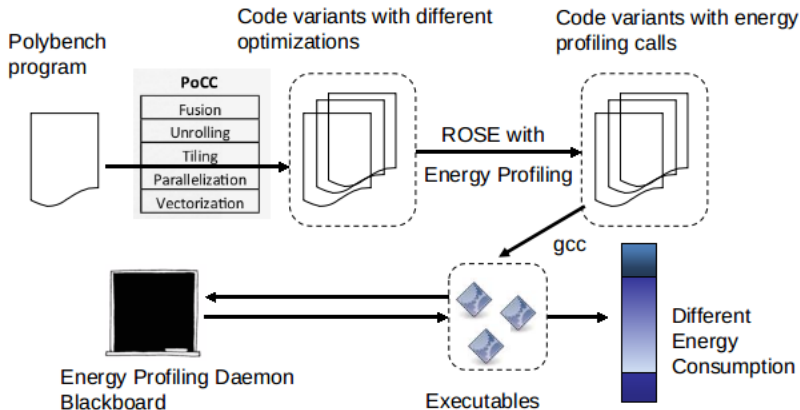 Polybench
program
Code variants with different
optimizations
Code variants with energy
profiling calls
PoCC
Fusion
Unrolling
Tiling
Parallelization
Vectorization
ROSE with
Energy Profiling
gcc
Different
Energy
Consumption
Energy Profiling Daemon
Blackboard
Executables